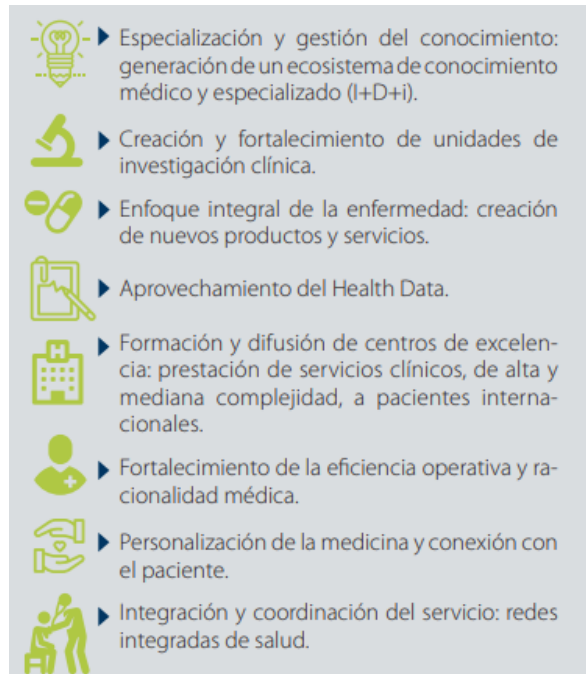 Especialización y gestión del conocimiento:
generación de un ecosistema de conocimiento
médico y especializado (I+D+i).
Creación y fortalecimiento de unidades de
investigación clínica.
Enfoque integral de la enfermedad: creación
de nuevos productos y servicios.
Aprovechamiento del Health Data.
H
Formación y difusión de centros de excelen-
cia: prestación de servicios clínicos, de alta y
mediana complejidad, a pacientes interna-
cionales.
Fortalecimiento de la eficiencia operativa y ra-
cionalidad médica.
Personalización de la medicina y conexión con
el paciente.
Integración y coordinación del servicio: redes
integradas de salud.